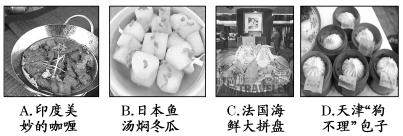 A.印度美
妙的咖喱
B.日本鱼
汤焖冬瓜
C.法国海
鲜大拼盘
D.天津“狗
不理”包子